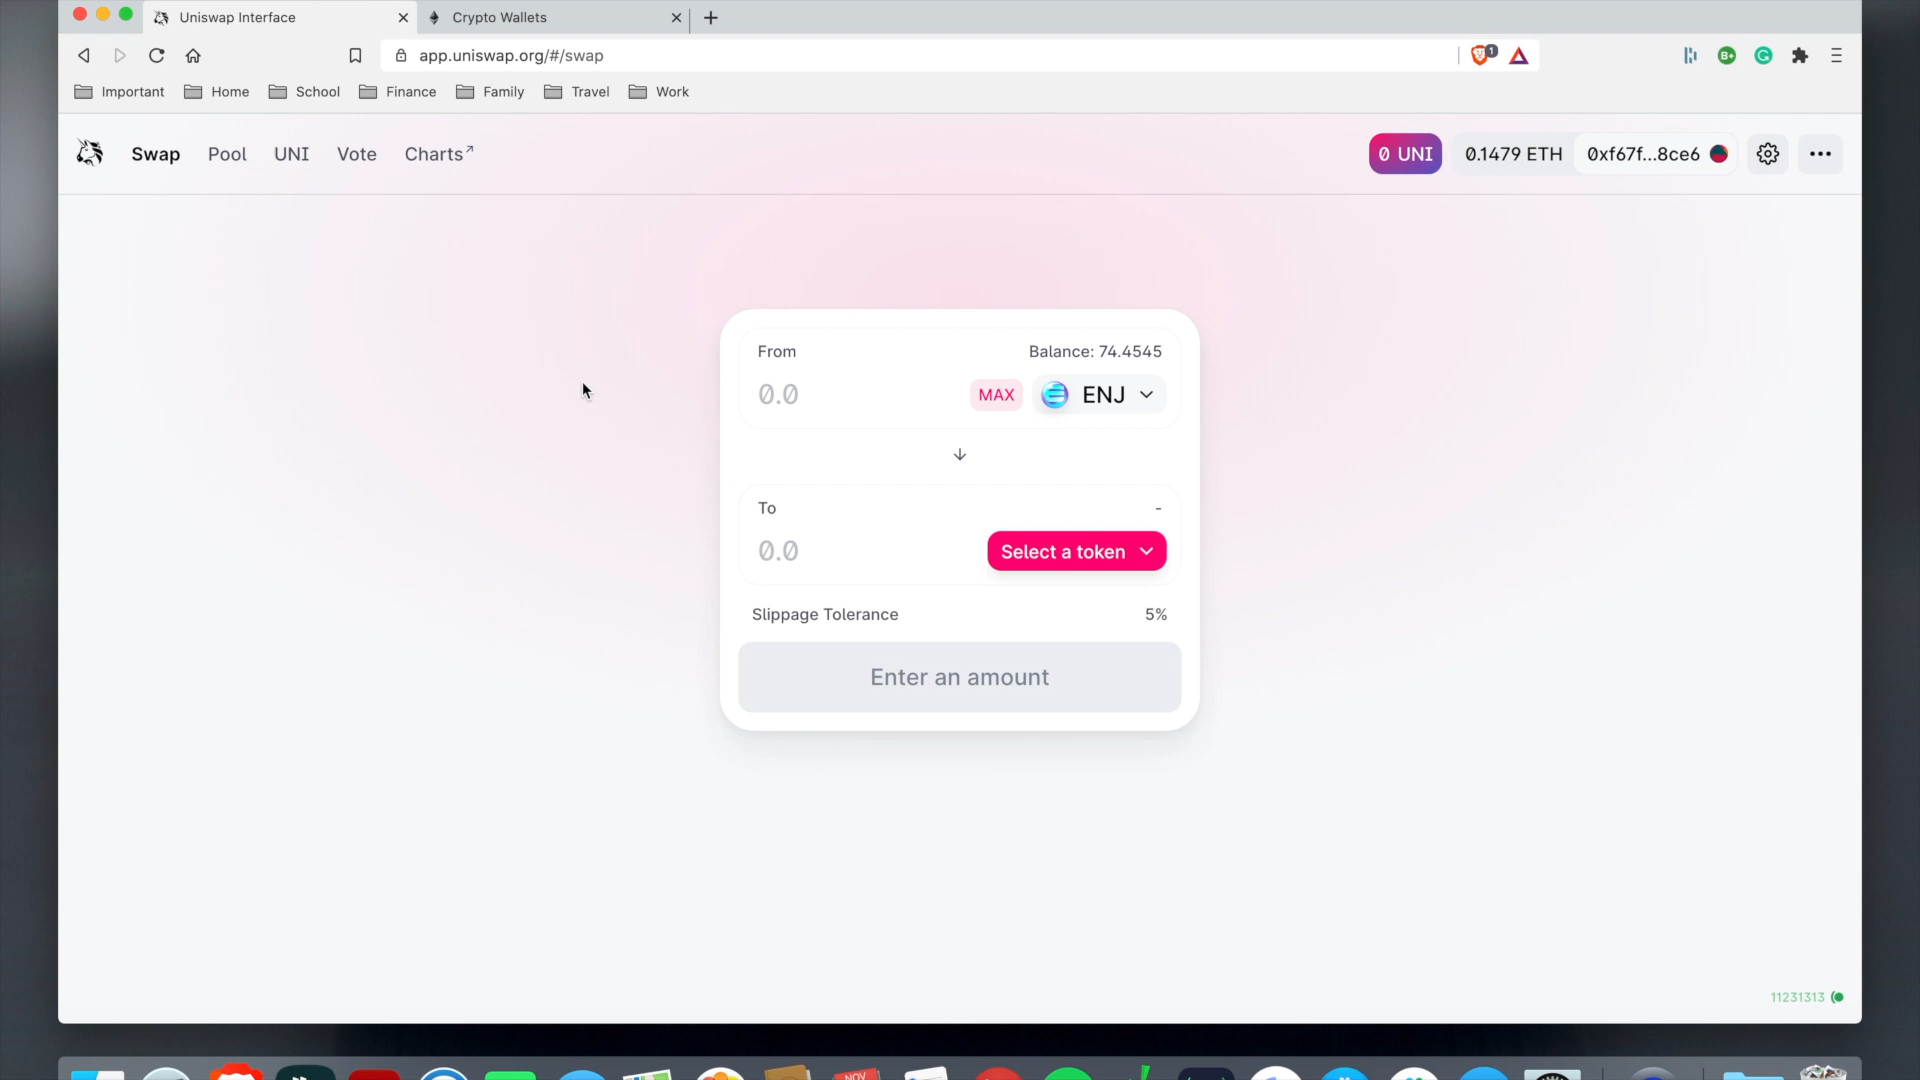 Uniswap Interface
Crypto Wallets
app.uniswap.org/#/swap
1
B+
G
Important
Home
School
Finance
Family
Travel
Work
Swap
Pool
UNI
Vote
Charts↗
0 UNI
0.1479 ETH
0xf67f...8ce6
From
Balance: 74.4545
0.0
MAX
ENJ
To
-
0.0
Select a token
Slippage Tolerance
5%
Enter an amount
11231313
NOV